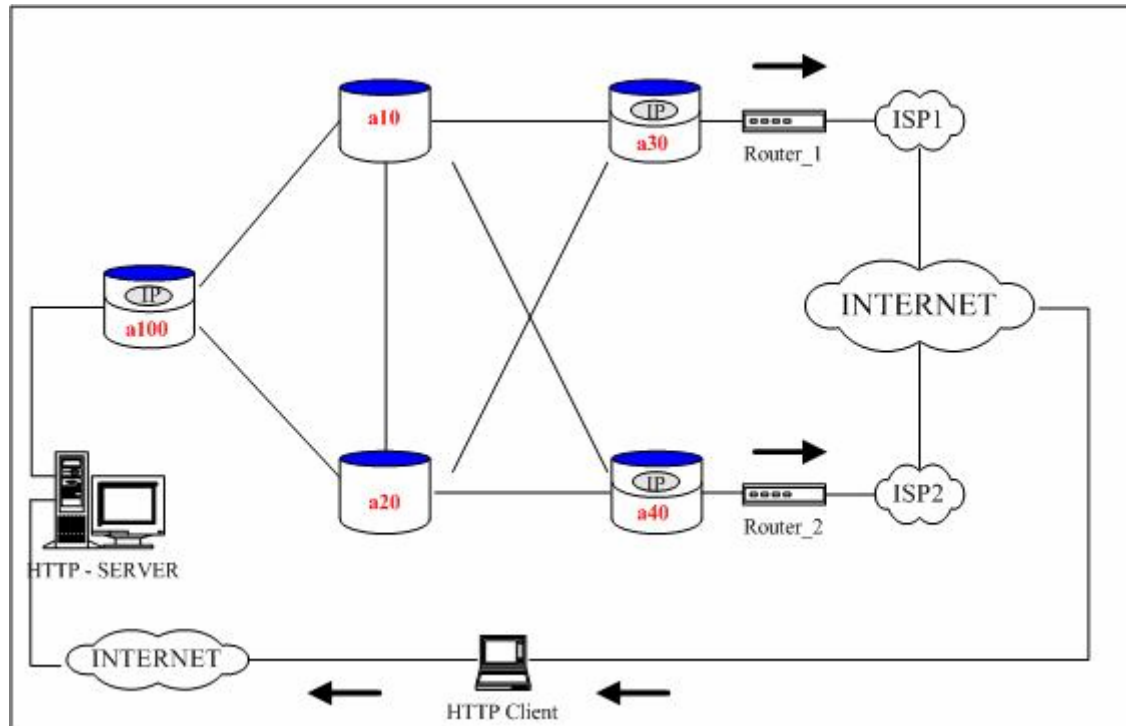 a10
IP
a30
Router_1
ISP1
IP
a100
INTERNET
a20
IP
a40
Router_2
ISP2
HTTP - SERVER
INTERNET
HTTP Client